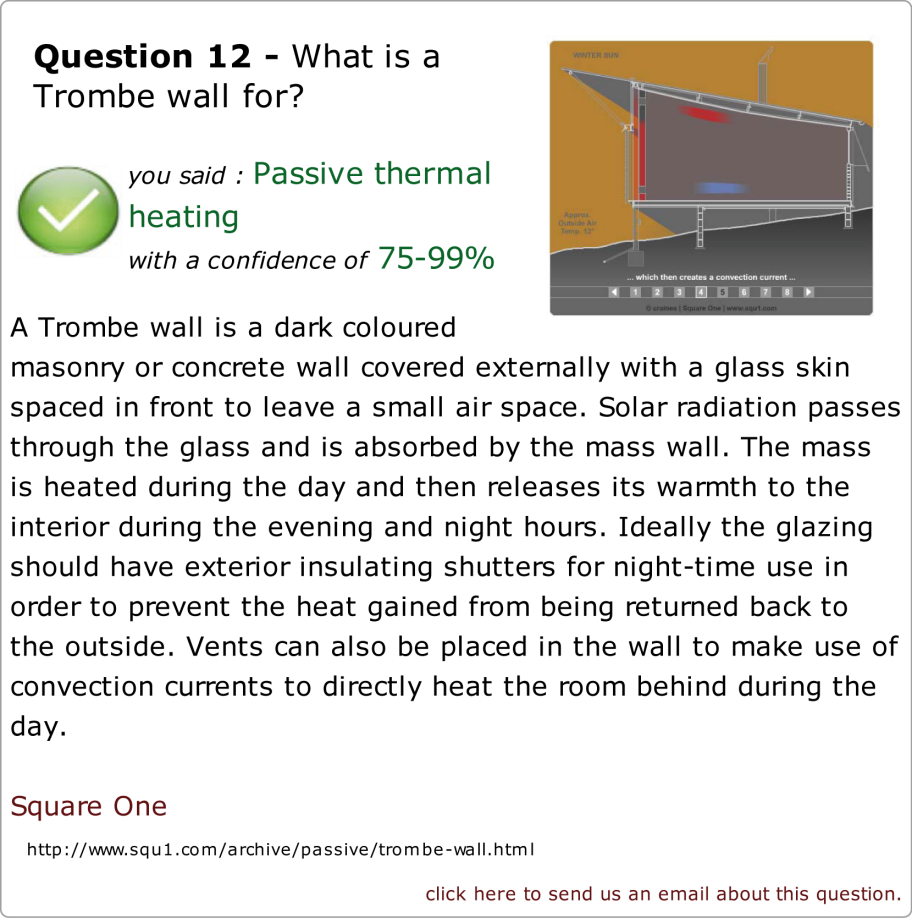 Question 12 - What is a
Trombe wall for?
you said : Passive thermal
heating
with a confidence of 75-99%
WINTER SUN
Approx.
Outside Air
Temp. 12°
... which then creates a convection current ...
1 2 3 4 5 6 7 8
| Square One | www.squ1.com
A Trombe wall is a dark coloured
masonry or concrete wall covered externally with a glass skin
spaced in front to leave a small air space. Solar radiation passes
through the glass and is absorbed by the mass wall. The mass
is heated during the day and then releases its warmth to the
interior during the evening and night hours. Ideally the glazing
should have exterior insulating shutters for night-time use in
order to prevent the heat gained from being returned back to
the outside. Vents can also be placed in the wall to make use of
convection currents to directly heat the room behind during the
day.
Square One
http://www.squ1.com/archive/passive/trombe-wall.html
click here to send us an email about this question.